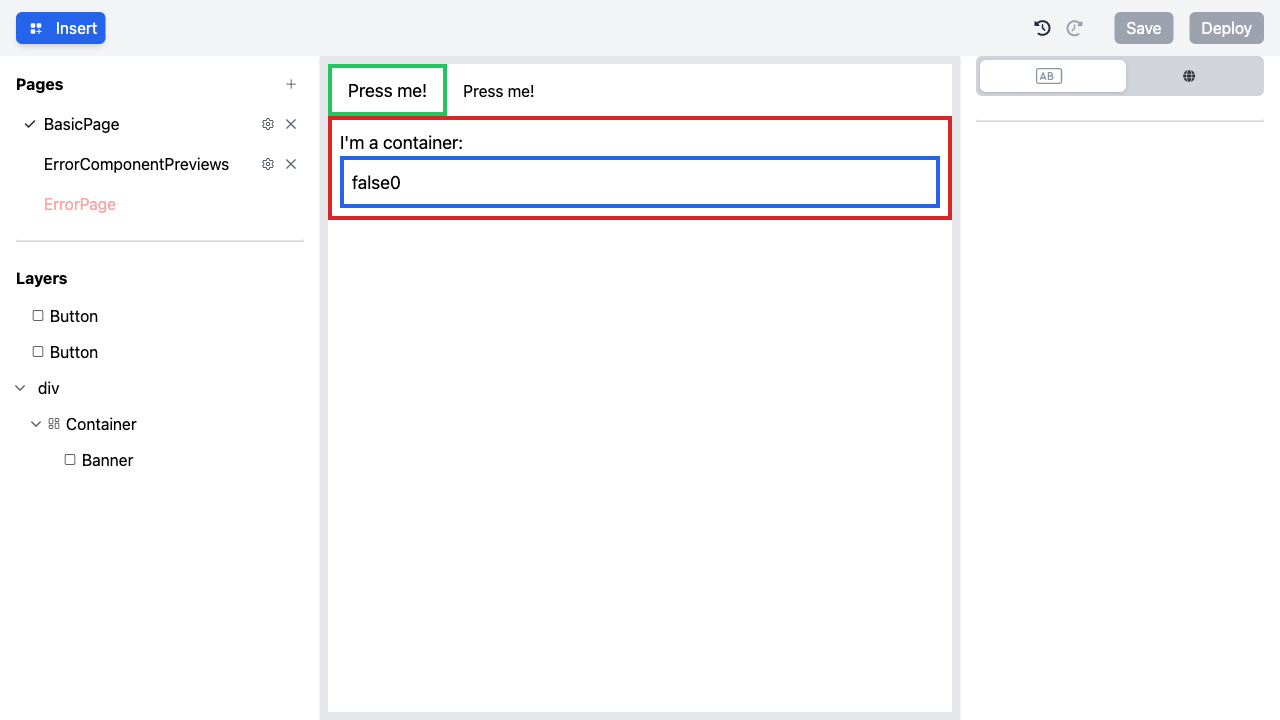 Insert
Save
Deploy
Pages
BasicPage
ErrorComponentPreviews
ErrorPage
Layers
Button
Button
div
Container
Banner
Press me!
Press me!
I'm a container:
false0
AB